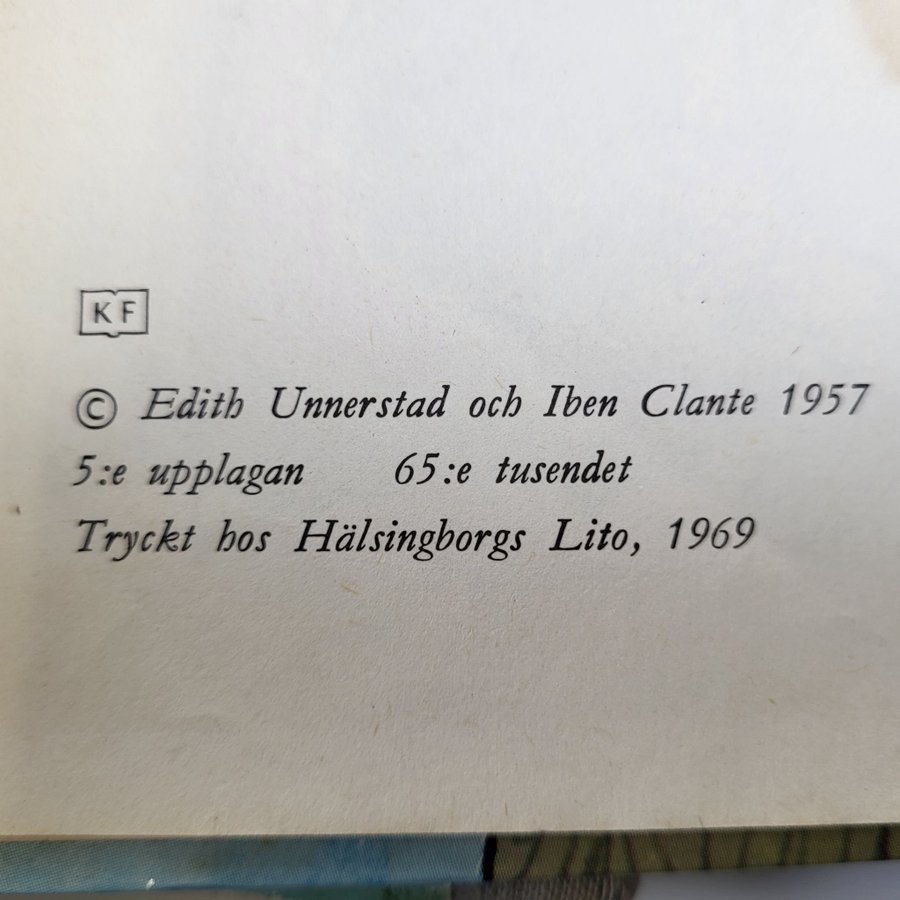 KF
© Edith Unnerstad och Iben Clante 1957
5:e upplagan 65:e tusendet
Tryckt hos Hälsingborgs Lito, 1969